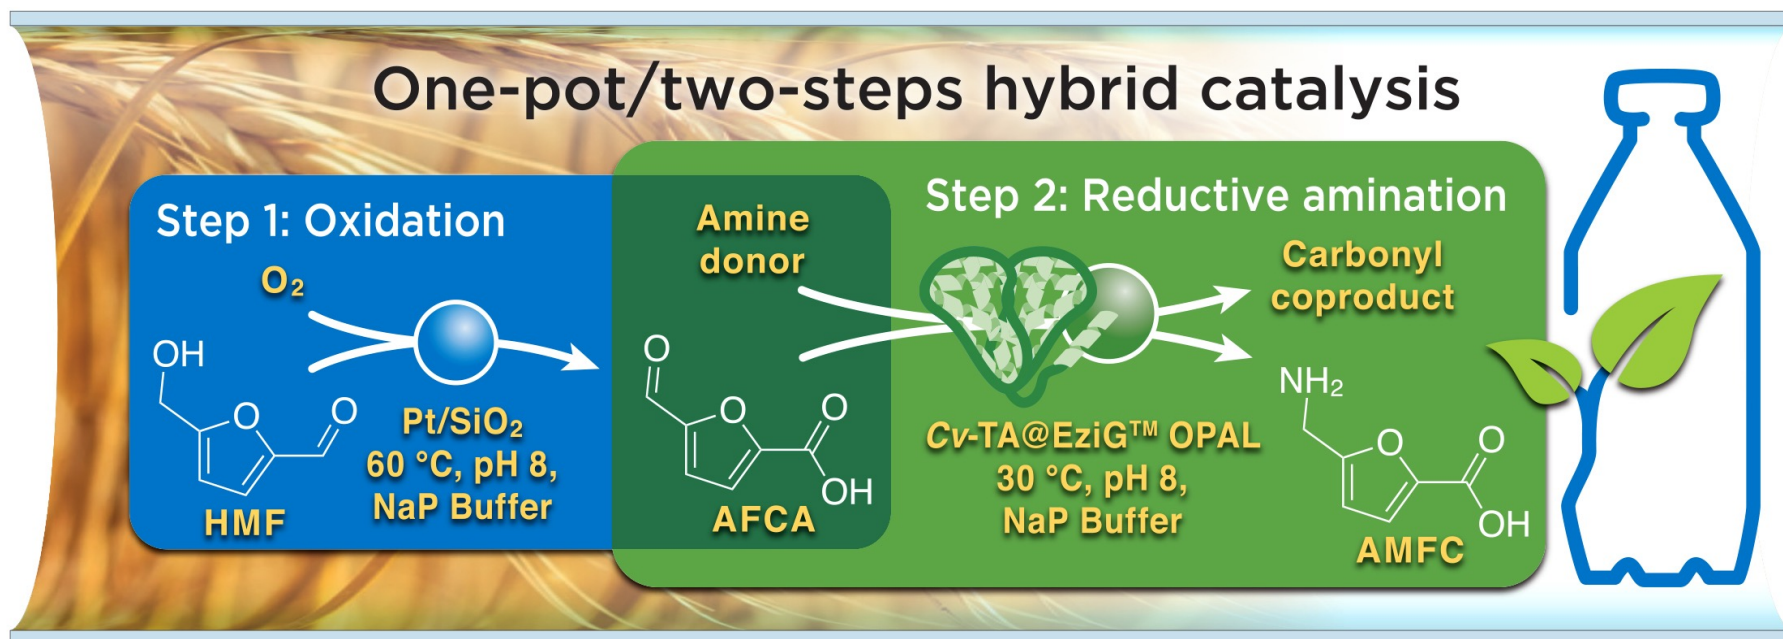 One-pot/two-steps hybrid catalysis
Step 1: Oxidation
O₂
OH
O
O
HMF
Pt/SiO₂
60 °C, pH 8,
NaP Buffer
Amine
donor
O
O
O
OH
AFCA
Step 2: Reductive amination
Cv-TA@EziG™ OPAL
30 °C, pH 8,
NaP Buffer
Carbonyl
coproduct
NH₂
O
O
OH
AMFC